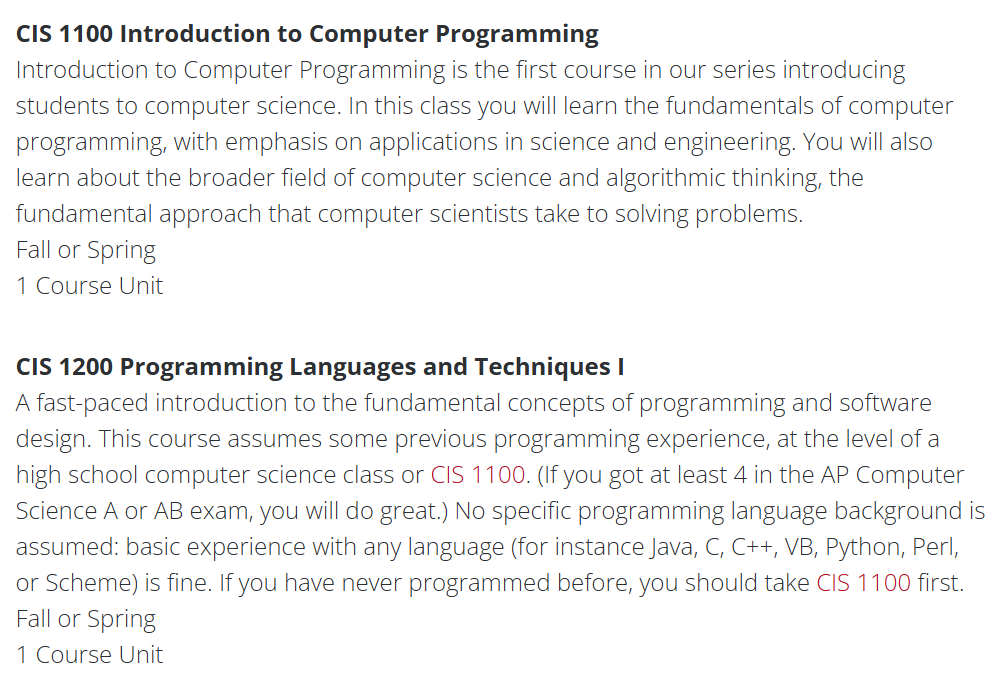 CIS 1100 Introduction to Computer Programming
Introduction to Computer Programming is the first course in our series introducing
students to computer science. In this class you will learn the fundamentals of computer
programming, with emphasis on applications in science and engineering. You will also
learn about the broader field of computer science and algorithmic thinking, the
fundamental approach that computer scientists take to solving problems.
Fall or Spring
1 Course Unit
CIS 1200 Programming Languages and Techniques I
A fast-paced introduction to the fundamental concepts of programming and software
design. This course assumes some previous programming experience, at the level of a
high school computer science class or CIS 1100. (If you got at least 4 in the AP Computer
Science A or AB exam, you will do great.) No specific programming language background is
assumed: basic experience with any language (for instance Java, C, C++, VB, Python, Perl,
or Scheme) is fine. If you have never programmed before, you should take CIS 1100 first.
Fall or Spring
1 Course Unit